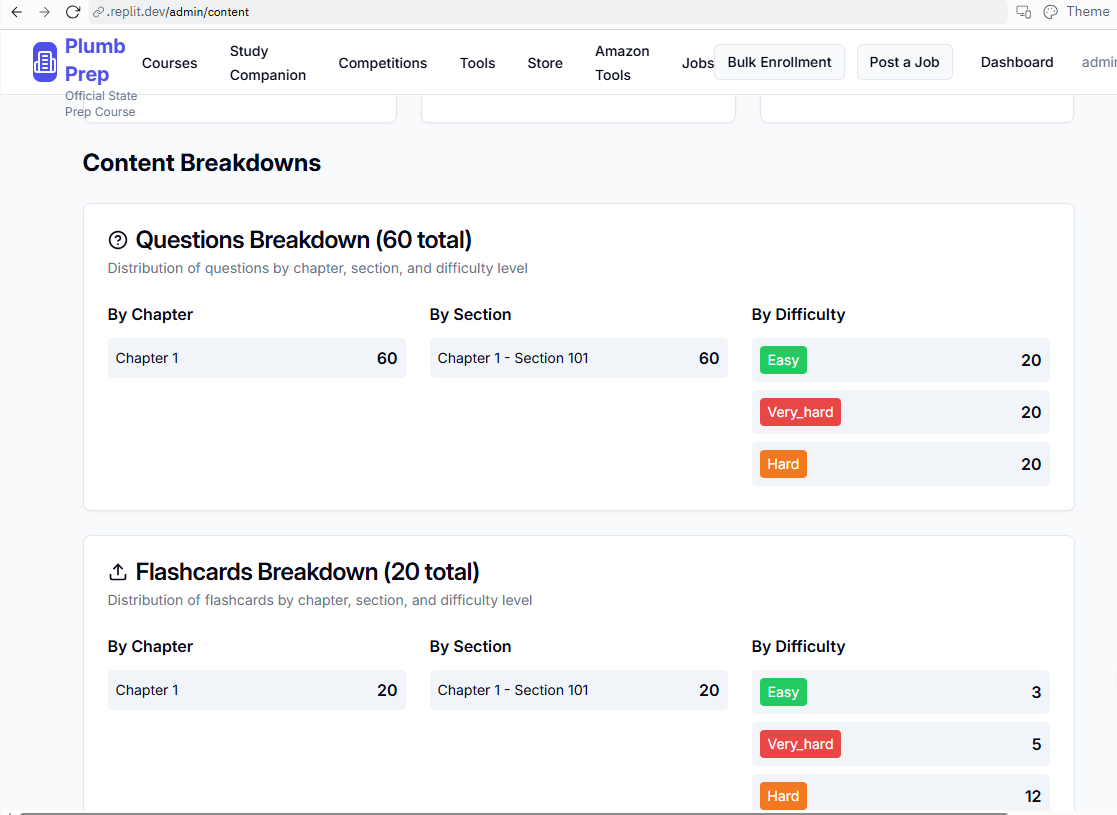 .replit.dev/admin/content
Theme
Plumb
Prep
Official State
Prep Course
Courses
Study
Companion
Competitions
Tools
Store
Amazon
Tools
Jobs
Bulk Enrollment
Post a Job
Dashboard
Content Breakdowns
Questions Breakdown (60 total)
Distribution of questions by chapter, section, and difficulty level
By Chapter
Chapter 1 60
By Section
Chapter 1 - Section 101 60
By Difficulty
Easy 20
Very_hard 20
Hard 20
Flashcards Breakdown (20 total)
Distribution of flashcards by chapter, section, and difficulty level
By Chapter
Chapter 1 20
By Section
Chapter 1 - Section 101 20
By Difficulty
Easy 3
Very_hard 5
Hard 12